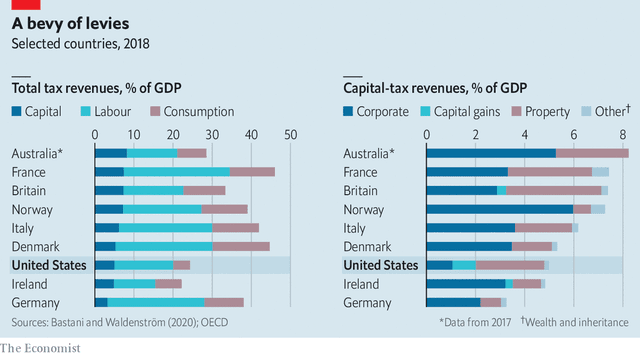 A bevy of levies
Selected countries, 2018
Total tax revenues, % of GDP
Capital Labour Consumption
0 10 20 30 40 50
Australia*
France
Britain
Norway
Italy
Denmark
United States
Ireland
Germany
Capital-tax revenues, % of GDP
Corporate Capital gains Property Other†
0 2 4 6 8
Australia*
France
Britain
Norway
Italy
Denmark
United States
Ireland
Germany
Sources: Bastani and Waldenström (2020); OECD
*Data from 2017 †Wealth and inheritance
The Economist